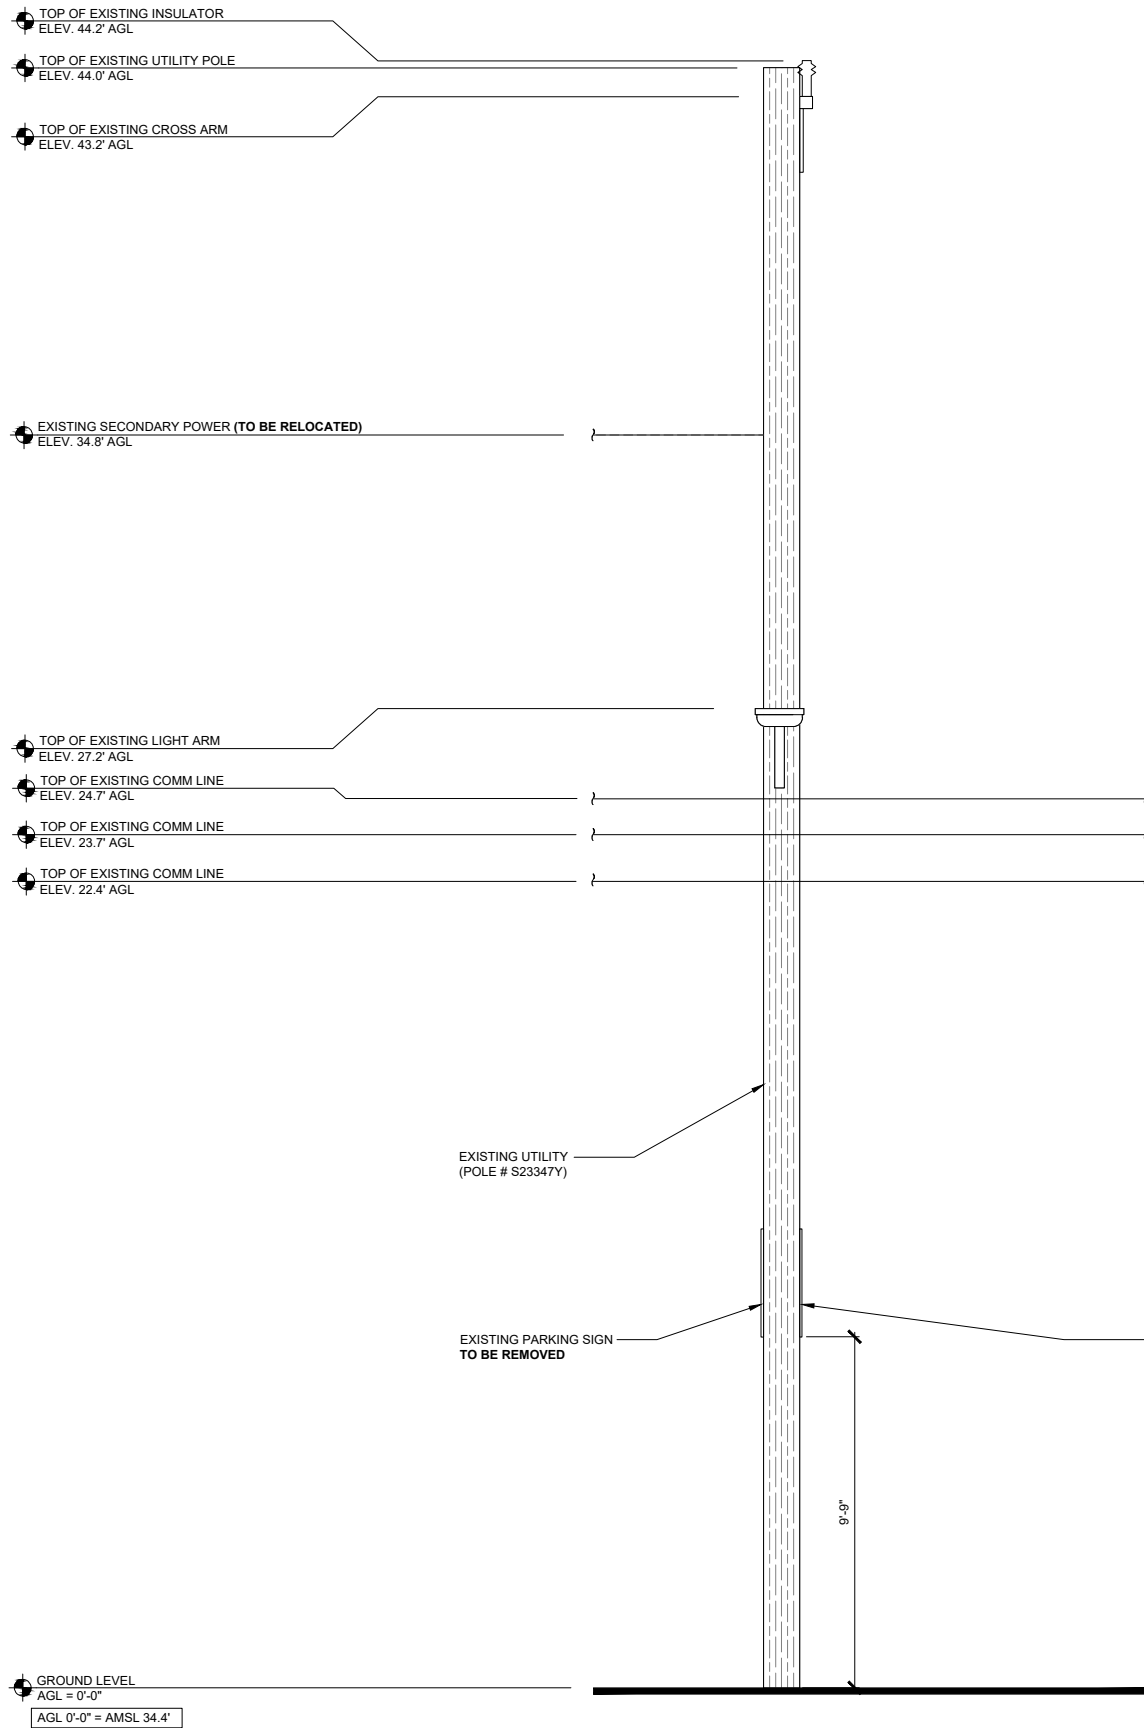 TOP OF EXISTING INSULATOR
ELEV. 44.2' AGL
TOP OF EXISTING UTILITY POLE
ELEV. 44.0' AGL
TOP OF EXISTING CROSS ARM
ELEV. 43.2' AGL
EXISTING SECONDARY POWER (TO BE RELOCATED)
ELEV. 34.8' AGL
TOP OF EXISTING LIGHT ARM
ELEV. 27.2' AGL
TOP OF EXISTING COMM LINE
ELEV. 24.7' AGL
TOP OF EXISTING COMM LINE
ELEV. 23.7' AGL
TOP OF EXISTING COMM LINE
ELEV. 22.4' AGL
EXISTING UTILITY
(POLE # S23347Y)
EXISTING PARKING SIGN
TO BE REMOVED
9'-9"
GROUND LEVEL
AGL = 0'-0"
AGL 0'-0" = AMSL 34.4'